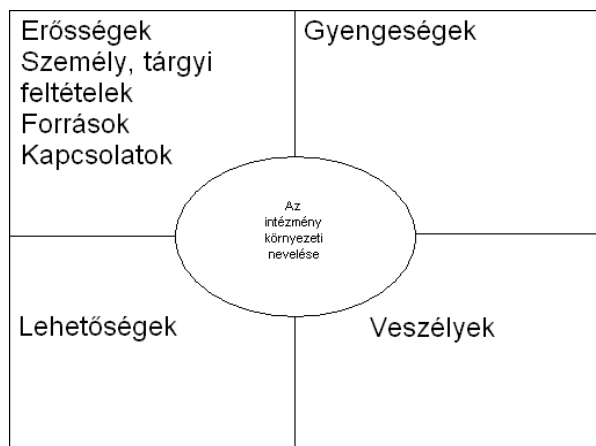 Erősségek
Személy, tárgyi
feltételek
Források
Kapcsolatok
Gyengeségek
Az
intézmény
környezeti
nevelése
Lehetőségek
Veszélyek